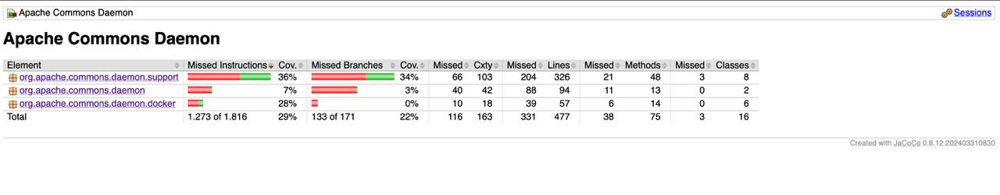 Apache Commons Daemon Sessions
Apache Commons Daemon
Element Missed Instructions Cov. Missed Branches Cov. Missed Cxty Missed Lines Missed Methods Missed Classes
org.apache.commons.daemon.support 36% 34% 66 103 204 326 21 48 3 8
org.apache.commons.daemon 7% 3% 40 42 88 94 11 13 0 2
org.apache.commons.daemon.docker 28% 0% 10 18 39 57 6 14 0 6
Total 1.273 of 1.816 29% 133 of 171 22% 116 163 331 477 38 75 3 16
Created with JaCoCo 0.8.12.202403310830